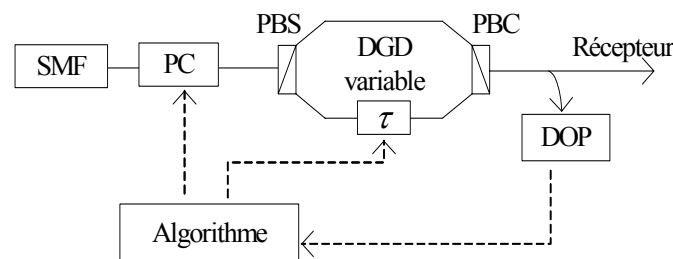 PBS
PBC
DGD
variable
Récepteur
SMF
PC
τ
DOP
Algorithme